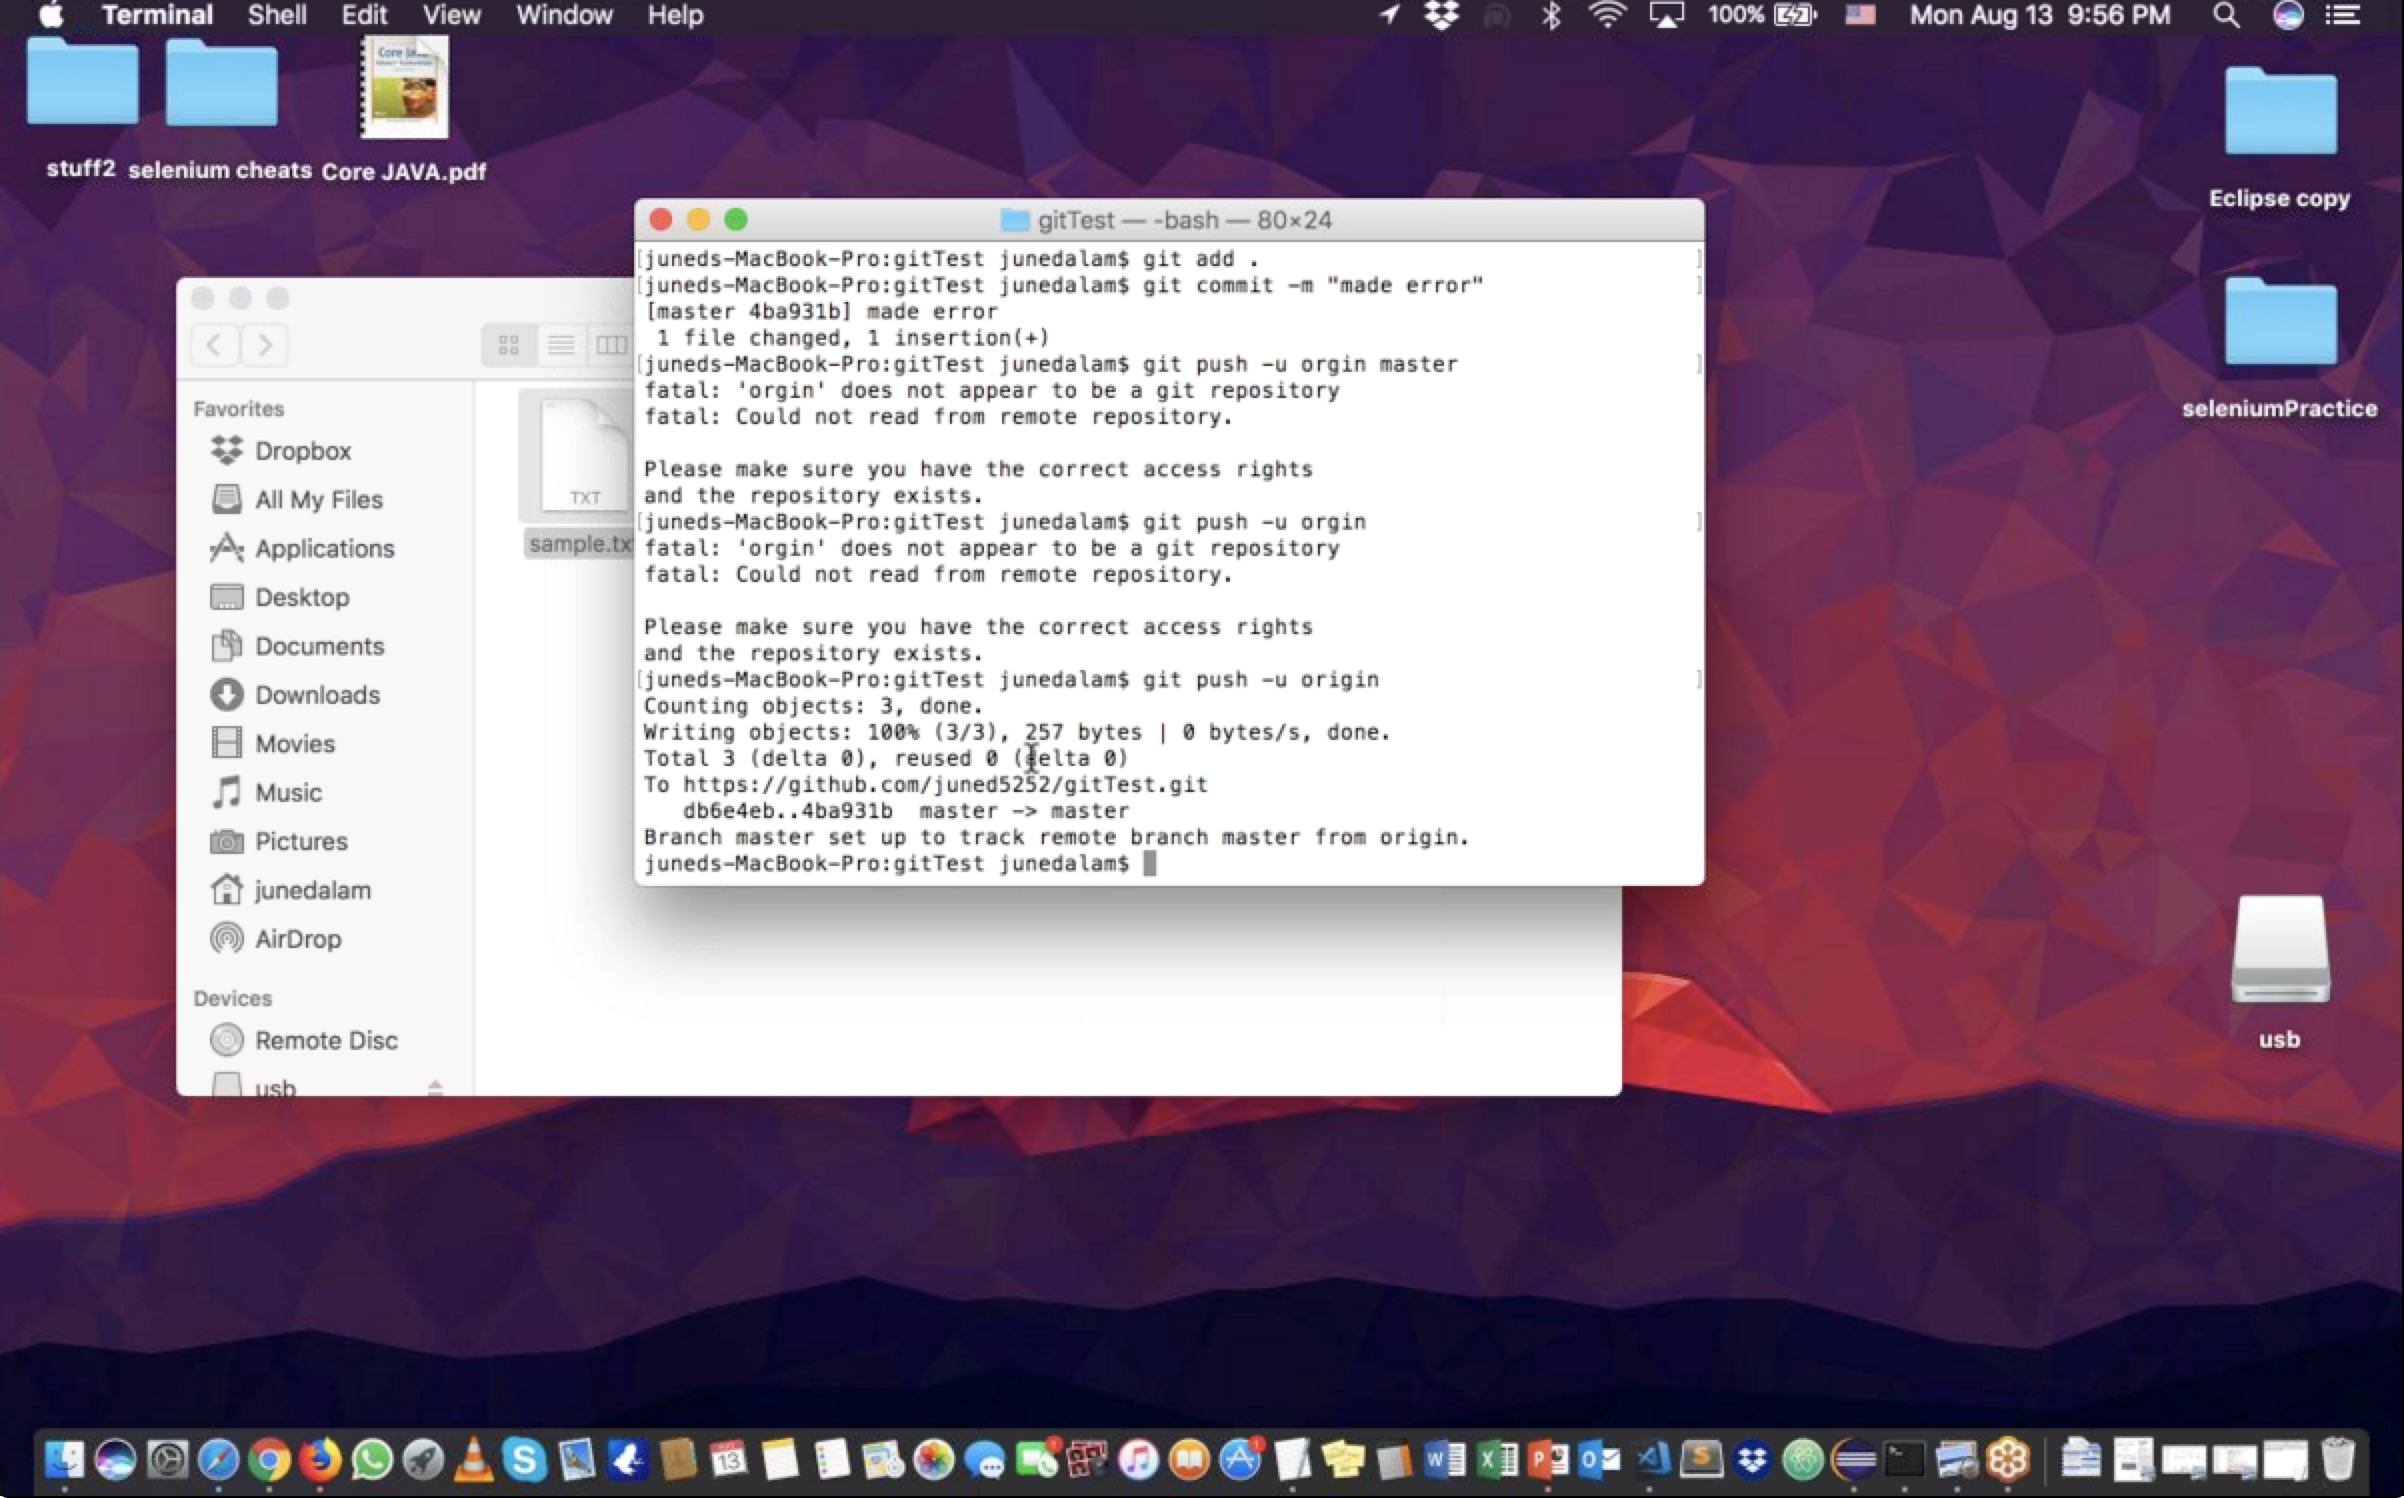 Terminal Shell Edit View Window Help 100% Mon Aug 13 9:56 PM
Core JAVA.pdf
stuff2 selenium cheats
Eclipse copy
seleniumPractice
usb
gitTest — -bash — 80×24
[juneds-MacBook-Pro:gitTest junedalam$ git add . ]
[juneds-MacBook-Pro:gitTest junedalam$ git commit -m "made error" ]
[master 4ba931b] made error
1 file changed, 1 insertion(+)
[juneds-MacBook-Pro:gitTest junedalam$ git push -u orgin master ]
fatal: 'orgin' does not appear to be a git repository
fatal: Could not read from remote repository.
Please make sure you have the correct access rights
and the repository exists.
[juneds-MacBook-Pro:gitTest junedalam$ git push -u orgin ]
fatal: 'orgin' does not appear to be a git repository
fatal: Could not read from remote repository.
Please make sure you have the correct access rights
and the repository exists.
[juneds-MacBook-Pro:gitTest junedalam$ git push -u origin ]
Counting objects: 3, done.
Writing objects: 100% (3/3), 257 bytes | 0 bytes/s, done.
Total 3 (delta 0), reused 0 (delta 0)
To https://github.com/juned5252/gitTest.git
db6e4eb..4ba931b master -> master
Branch master set up to track remote branch master from origin.
juneds-MacBook-Pro:gitTest junedalam$
Favorites
Dropbox
All My Files
Applications
Desktop
Documents
Downloads
Movies
Music
Pictures
junedalam
AirDrop
Devices
Remote Disc
usb
TXT
sample.tx
13